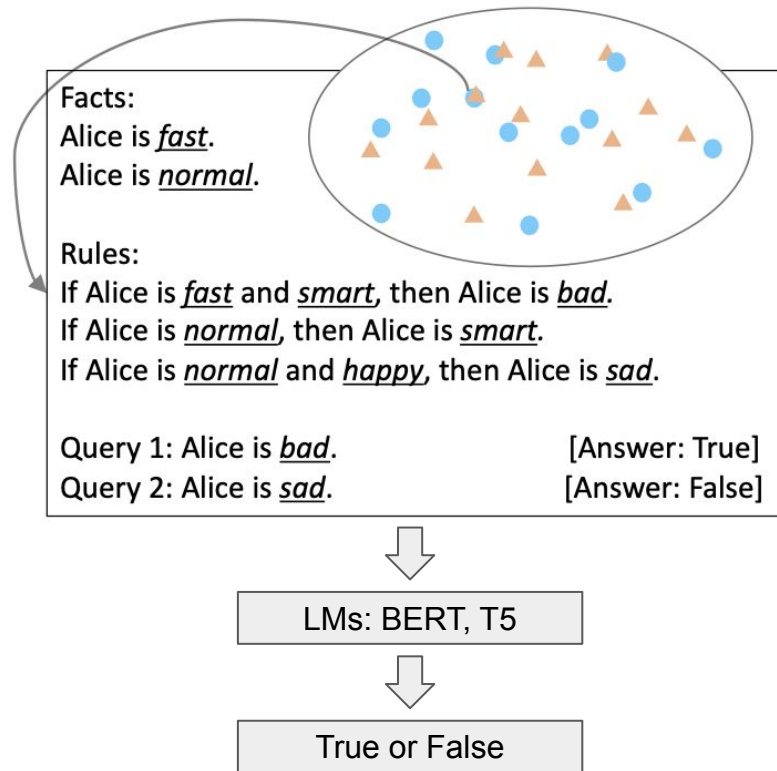 Facts:
Alice is fast.
Alice is normal.
Rules:
If Alice is fast and smart, then Alice is bad.
If Alice is normal, then Alice is smart.
If Alice is normal and happy, then Alice is sad.
Query 1: Alice is bad. [Answer: True]
Query 2: Alice is sad. [Answer: False]
LMs: BERT, T5
True or False